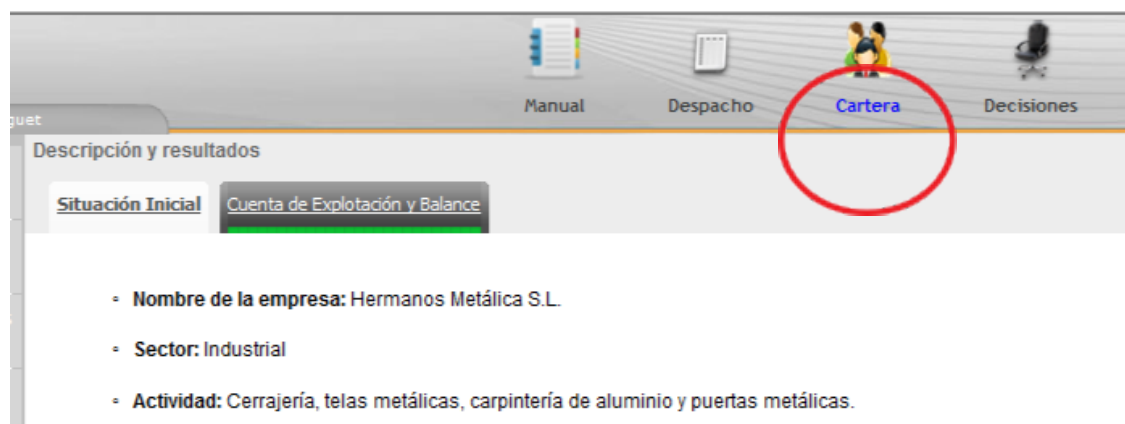 Manual Despacho Cartera Decisiones
guet
Descripción y resultados
Situación Inicial Cuenta de Explotación y Balance
◦ Nombre de la empresa: Hermanos Metálica S.L.
◦ Sector: Industrial
◦ Actividad: Cerrajería, telas metálicas, carpintería de aluminio y puertas metálicas.